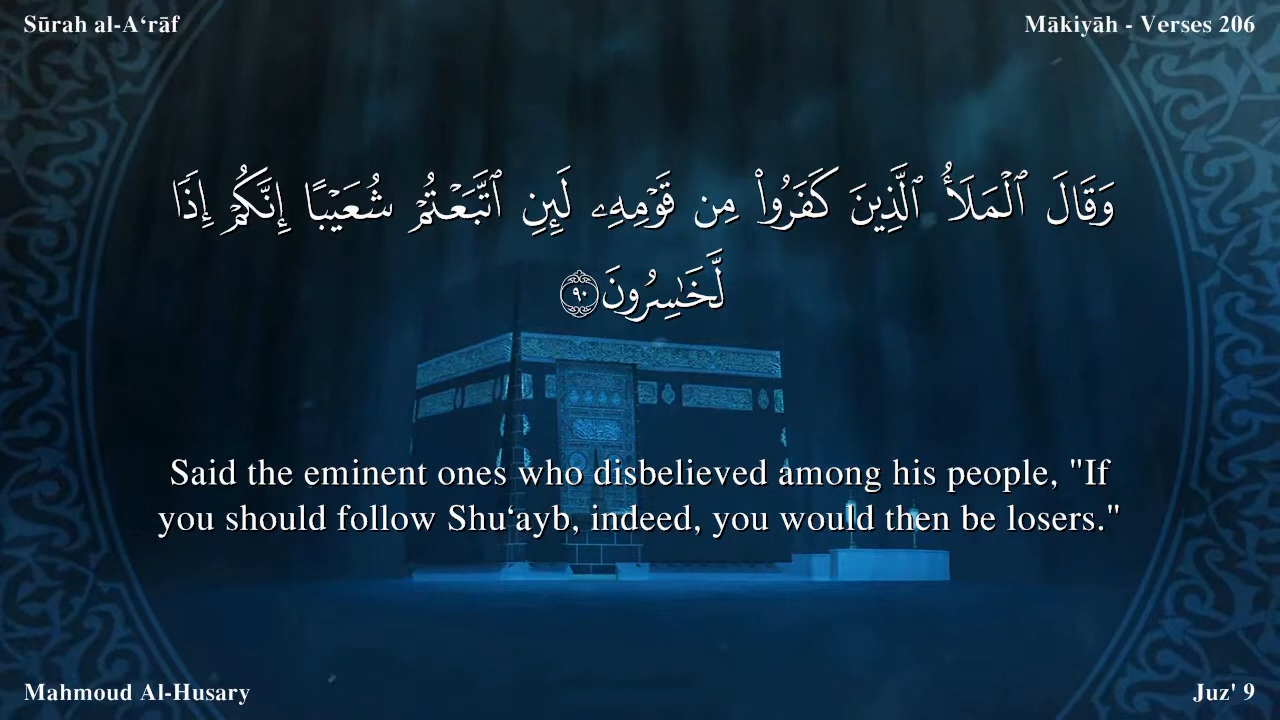 Sūrah al-A‘rāf
Mākiyāh - Verses 206
وَقَالَ ٱلْمَلَأُ ٱلَّذِينَ كَفَرُوا۟ مِن قَوْمِهِۦ لَئِنِ ٱتَّبَعْتُمْ شُعَيْبًا إِنَّكُمْ إِذًا
لَّخَـٰسِرُونَ ۝٩٠
Said the eminent ones who disbelieved among his people, "If
you should follow Shu‘ayb, indeed, you would then be losers."
Mahmoud Al-Husary
Juz' 9